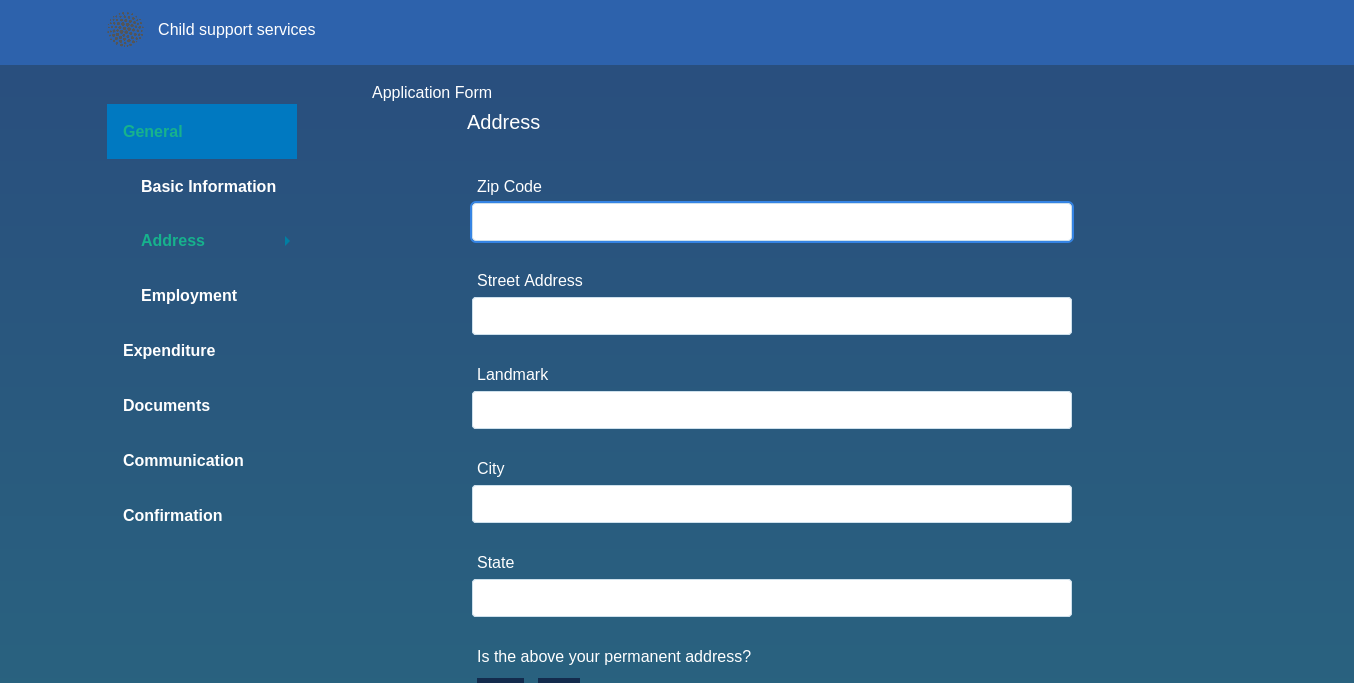 Child support services
Application Form
Address
General
Basic Information
Address
Employment
Expenditure
Documents
Communication
Confirmation
Zip Code
Street Address
Landmark
City
State
Is the above your permanent address?